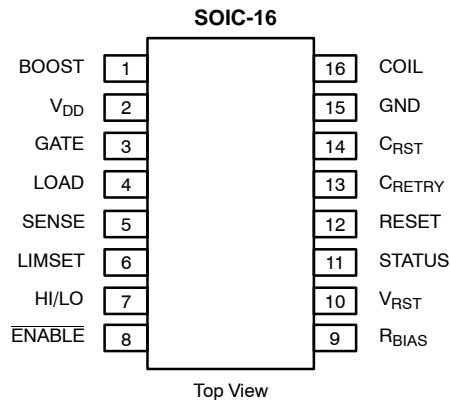 SOIC-16
BOOST 1 16 COIL
VDD 2 15 GND
GATE 3 14 CRST
LOAD 4 13 CRETRY
SENSE 5 12 RESET
LIMSET 6 11 STATUS
HI/LO 7 10 VRST
ENABLE 8 9 RBIAS
Top View